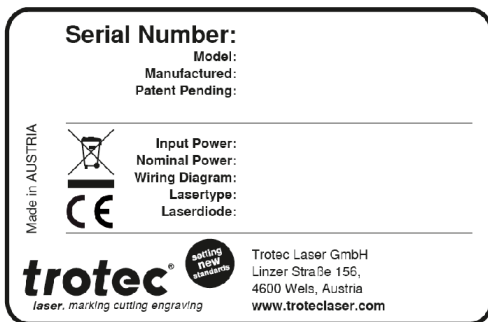 Serial Number:
Model:
Manufactured:
Patent Pending:
Made in AUSTRIA
Input Power:
Nominal Power:
Wiring Diagram:
Lasertype:
Laserdiode:
CE
setting
new
standards
trotec®
laser. marking cutting engraving
Trotec Laser GmbH
Linzer Straße 156,
4600 Wels, Austria
www.troteclaser.com